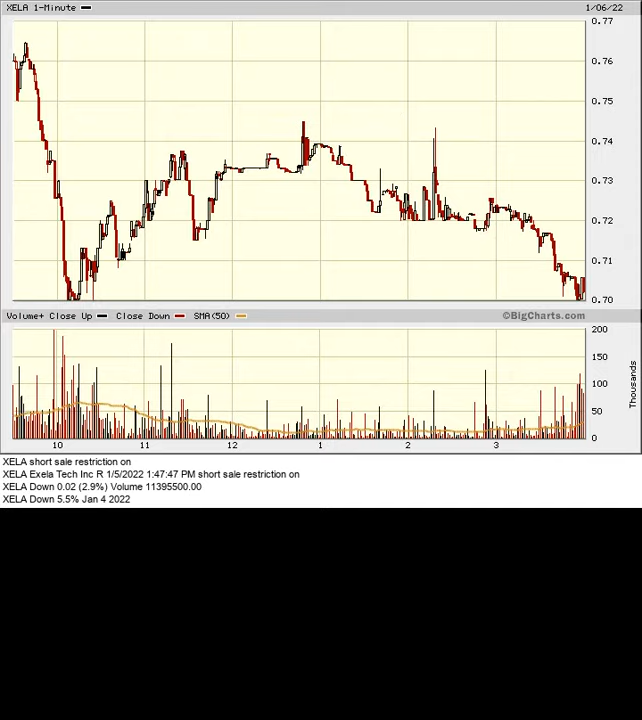 XELA 1-Minute 1/06/22
0.77
0.76
0.75
0.74
0.73
0.72
0.71
0.70
Volume+ Close Up Close Down SMA(50) ©BigCharts.com
200
150
100
50
0
Thousands
10 11 12 1 2 3
XELA short sale restriction on
XELA Exela Tech Inc R 1/5/2022 1:47:47 PM short sale restriction on
XELA Down 0.02 (2.9%) Volume 11395500.00
XELA Down 5.5% Jan 4 2022